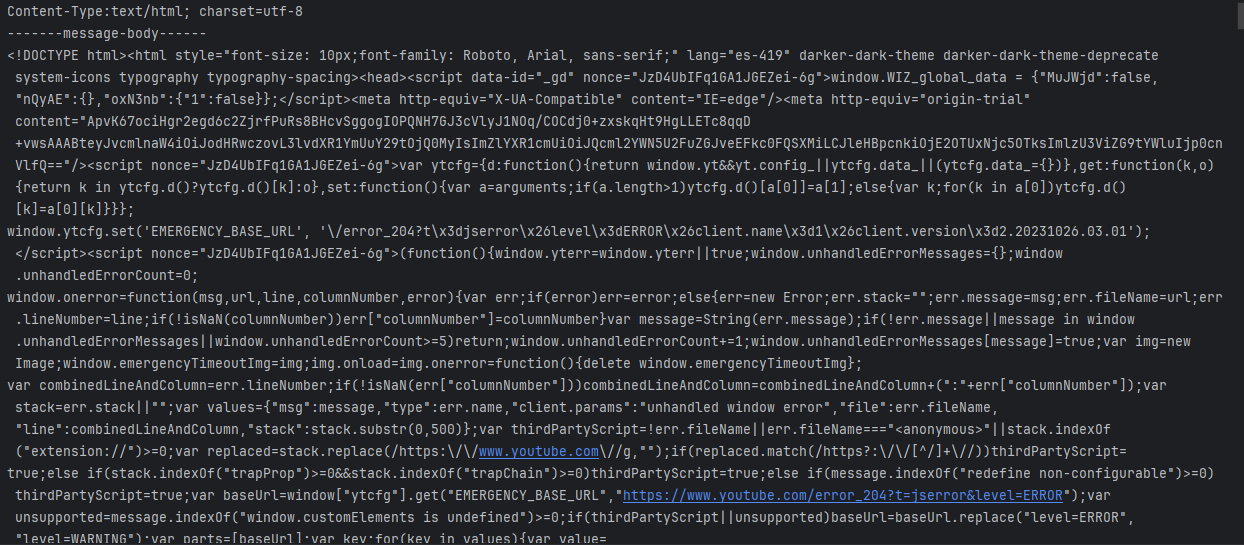 Content-Type:text/html; charset=utf-8
-------message-body------
<!DOCTYPE html><html style="font-size: 10px;font-family: Roboto, Arial, sans-serif;" lang="es-419" darker-dark-theme darker-dark-theme-deprecate
system-icons typography typography-spacing><head><script data-id="_gd" nonce="JzD4UbIFq1GA1JGEZei-6g">window.WIZ_global_data = {"MuJWjd":false,
"nQyAE":{},"oxN3nb":{"1":false}};</script><meta http-equiv="X-UA-Compatible" content="IE=edge"/><meta http-equiv="origin-trial"
content="ApvK67ociHgr2egd6c2ZjrfPuRs8BHcvSggogIOPQNH7GJ3cVlyJ1NOq/COCdj0+zxskqHt9HgLLETc8qqD
+vwsAAABteyJvcmlnaW4iOiJodHRwczovL3lvdXR1YmUuY29tOjQ0MyIsImZlYXR1cmUiOiJQcml2YWN5U2FuZGJveEFkc0FQSXMiLCJleHBpcnkiOjE2OTUxNjc5OTksImlzU3ViZG9tYWluIjp0cn
VlfQ=="/><script nonce="JzD4UbIFq1GA1JGEZei-6g">var ytcfg={d:function(){return window.yt&&yt.config_||ytcfg.data_||(ytcfg.data_={})},get:function(k,o)
{return k in ytcfg.d()?ytcfg.d()[k]:o},set:function(){var a=arguments;if(a.length>1)ytcfg.d()[a[0]]=a[1];else{var k;for(k in a[0])ytcfg.d()
[k]=a[0][k]}}};
window.ytcfg.set('EMERGENCY_BASE_URL', '\/error_204?t\x3djserror\x26level\x3dERROR\x26client.name\x3d1\x26client.version\x3d2.20231026.03.01');
</script><script nonce="JzD4UbIFq1GA1JGEZei-6g">(function(){window.yterr=window.yterr||true;window.unhandledErrorMessages={};window
.unhandledErrorCount=0;
window.onerror=function(msg,url,line,columnNumber,error){var err;if(error)err=error;else{err=new Error;err.stack="";err.message=msg;err.fileName=url;err
.lineNumber=line;if(!isNaN(columnNumber))err["columnNumber"]=columnNumber}var message=String(err.message);if(!err.message||message in window
.unhandledErrorMessages||window.unhandledErrorCount>=5)return;window.unhandledErrorCount+=1;window.unhandledErrorMessages[message]=true;var img=new
Image;window.emergencyTimeoutImg=img;img.onload=img.onerror=function(){delete window.emergencyTimeoutImg};
var combinedLineAndColumn=err.lineNumber;if(!isNaN(err["columnNumber"]))combinedLineAndColumn=combinedLineAndColumn+(":"+err["columnNumber"]);var
stack=err.stack||"";var values={"msg":message,"type":err.name,"client.params":"unhandled window error","file":err.fileName,
"line":combinedLineAndColumn,"stack":stack.substr(0,500)};var thirdPartyScript=!err.fileName||err.fileName==="<anonymous>"||stack.indexOf
("extension://")>=0;var replaced=stack.replace(/https:\/\/www.youtube.com\//g,"");if(replaced.match(/https?:\/\/[^/]+\//))thirdPartyScript=
true;else if(stack.indexOf("trapProp")>=0&&stack.indexOf("trapChain")>=0)thirdPartyScript=true;else if(message.indexOf("redefine non-configurable")>=0)
thirdPartyScript=true;var baseUrl=window["ytcfg"].get("EMERGENCY_BASE_URL","https://www.youtube.com/error_204?t=jserror&level=ERROR");var
unsupported=message.indexOf("window.customElements is undefined")>=0;if(thirdPartyScript||unsupported)baseUrl=baseUrl.replace("level=ERROR",
"level=WARNING");var parts=[baseUrl];var key;for(key in values){var value=